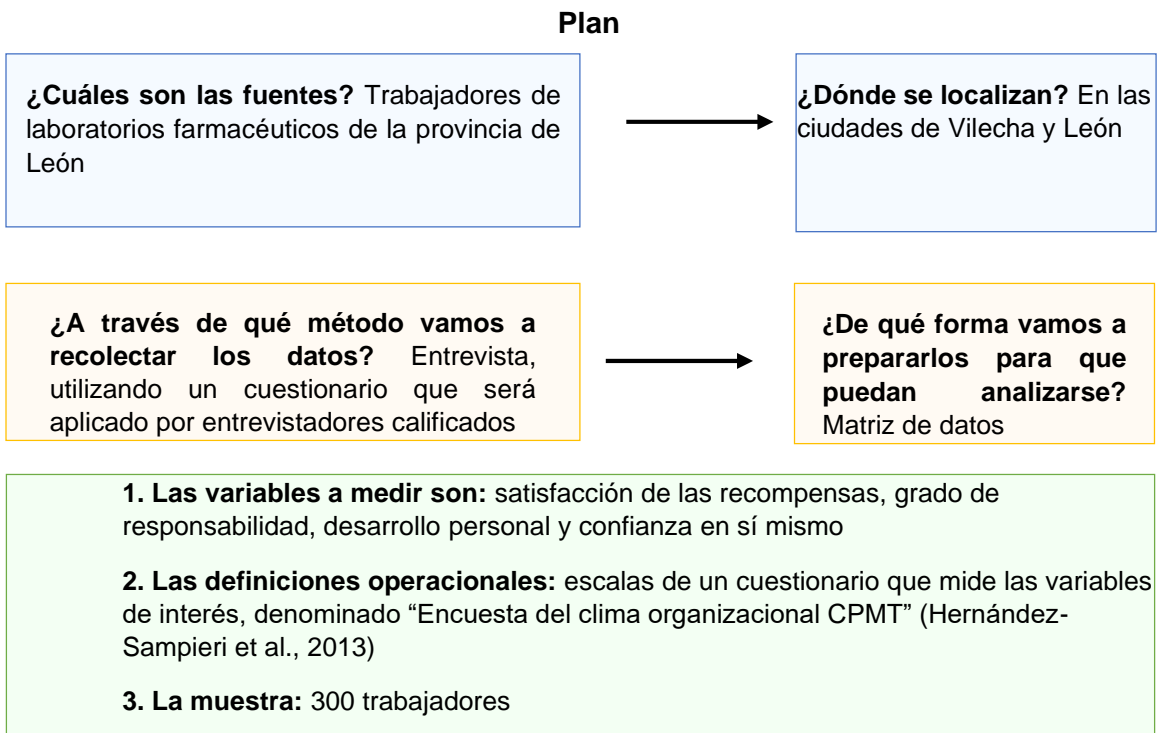 Plan
¿Cuáles son las fuentes? Trabajadores de
laboratorios farmacéuticos de la provincia de
León
¿Dónde se localizan? En las
ciudades de Vilecha y León
¿A través de qué método vamos a
recolectar los datos? Entrevista,
utilizando un cuestionario que será
aplicado por entrevistadores calificados
¿De qué forma vamos a
prepararlos para que
puedan analizarse?
Matriz de datos
1. Las variables a medir son: satisfacción de las recompensas, grado de
responsabilidad, desarrollo personal y confianza en sí mismo
2. Las definiciones operacionales: escalas de un cuestionario que mide las variables
de interés, denominado “Encuesta del clima organizacional CPMT” (Hernández-
Sampieri et al., 2013)
3. La muestra: 300 trabajadores